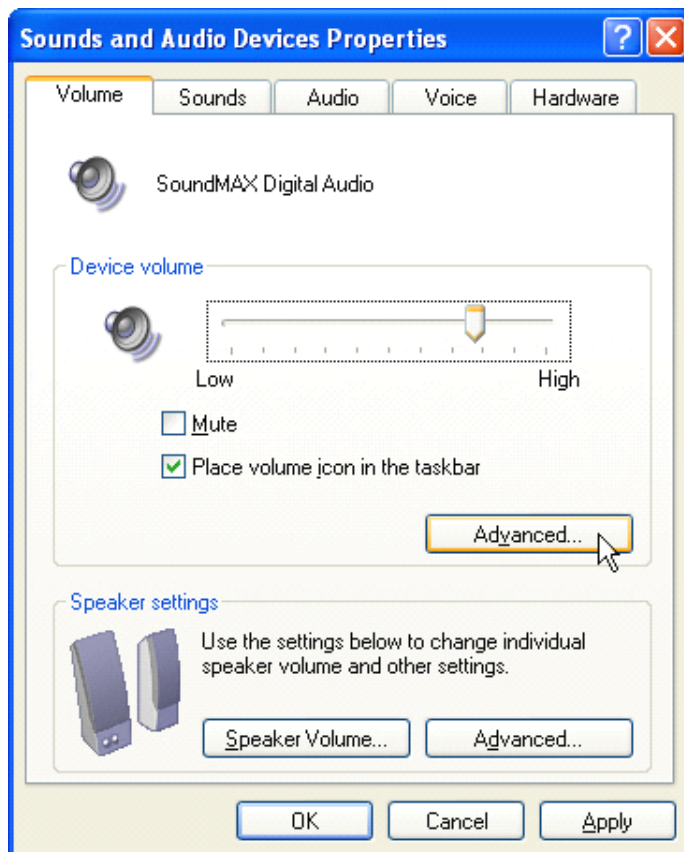 Sounds and Audio Devices Properties
?
Volume Sounds Audio Voice Hardware
SoundMAX Digital Audio
Device volume
Low High
Mute
Place volume icon in the taskbar
Advanced...
Speaker settings
Use the settings below to change individual
speaker volume and other settings.
Speaker Volume... Advanced...
OK Cancel Apply